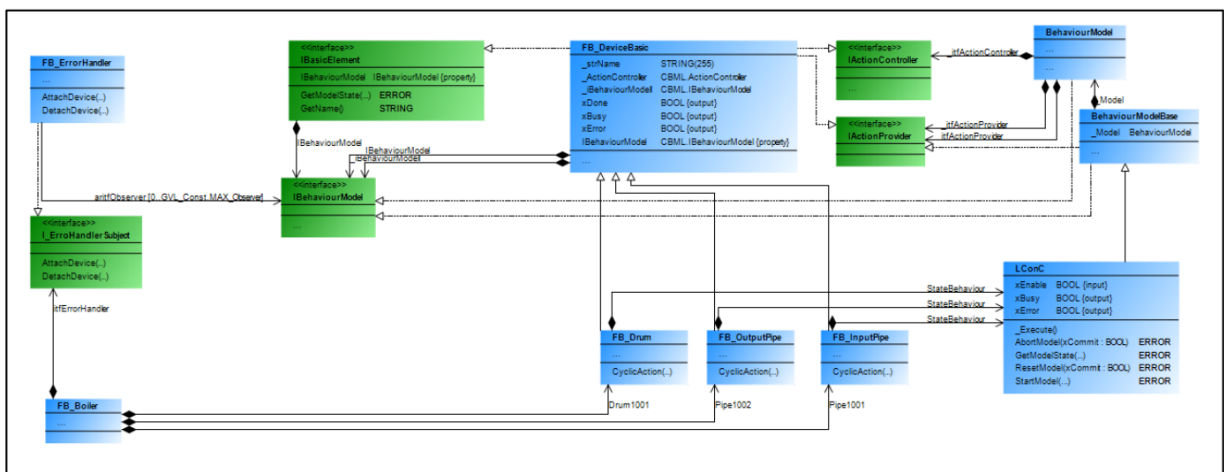 FB_ErrorHandler
...
AttachDevice(...)
DetachDevice(...)
<<interface>>
IBasicElement
IBehaviourModel IBehaviourModel {property}
GetModelState(...) ERROR
GetName() STRING
FB_DeviceBasic
_strName STRING(255)
_ActionController CBML.ActionController
_iBehaviourModell CBML.IBehaviourModel
xDone BOOL {output}
xBusy BOOL {output}
xError BOOL {output}
IBehaviourModel CBML.IBehaviourModel {property}
...
<<interface>>
IActionController
...
_itfActionController
BehaviourModel
...
...
_Model
<<interface>>
IActionProvider
_itfActionProvider
itfActionProvider
BehaviourModelBase
_Model BehaviourModel
...
IBehaviourModel
IBehaviourModel
_iBehaviourModell
<<interface>>
IBehaviourModel
...
aritfObserver [0..GVL_Const.MAX_Observer]
<<interface>>
I_ErroHandlerSubject
AttachDevice(...)
DetachDevice(...)
itfErrorHandler
LConC
xEnable BOOL {input}
xBusy BOOL {output}
xError BOOL {output}
_Execute()
AbortModel(xCommit : BOOL) ERROR
GetModelState(...) ERROR
ResetModel(xCommit : BOOL) ERROR
StartModel(...) ERROR
StateBehaviour
StateBehaviour
StateBehaviour
FB_Drum
...
CyclicAction(...)
FB_OutputPipe
...
CyclicAction(...)
FB_InputPipe
...
CyclicAction(...)
FB_Boiler
...
Drum1001
Pipe1002
Pipe1001